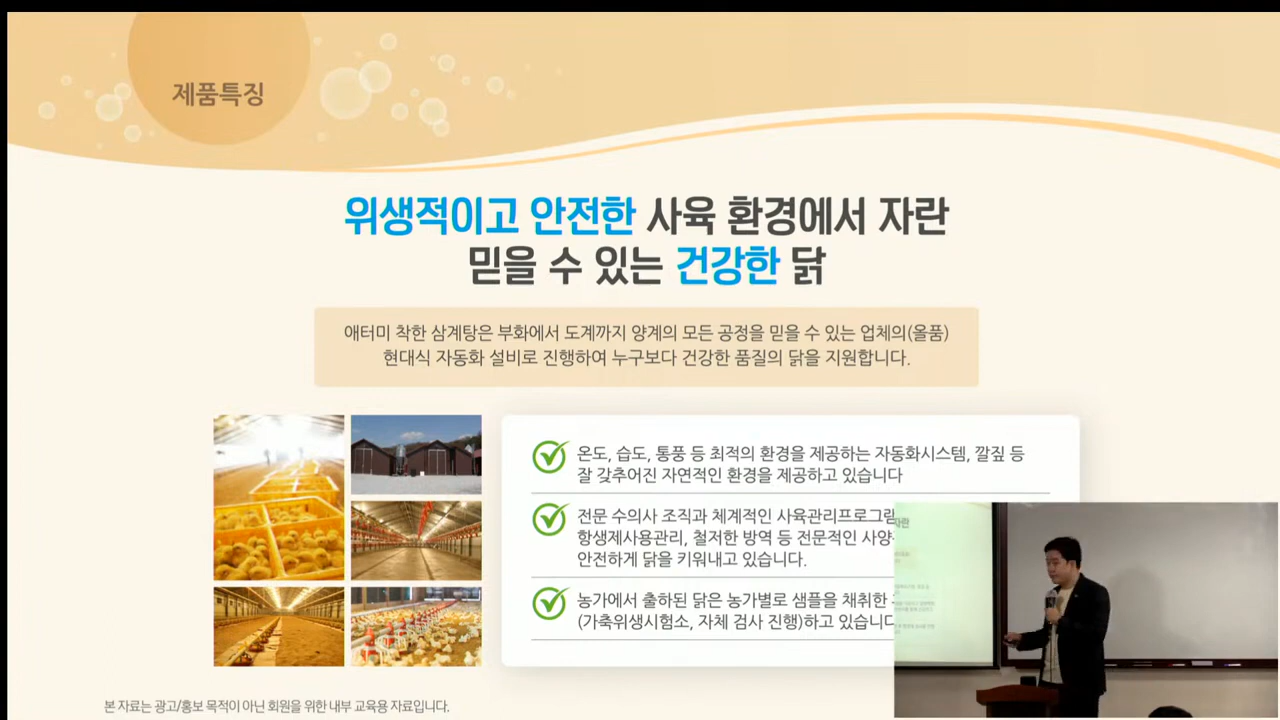 제품특징
위생적이고 안전한 사육 환경에서 자란
믿을 수 있는 건강한 닭
애터미 착한 삼계탕은 부화에서 도계까지 양계의 모든 공정을 믿을 수 있는 업체의(올품)
현대식 자동화 설비로 진행하여 누구보다 건강한 품질의 닭을 지원합니다.
온도, 습도, 통풍 등 최적의 환경을 제공하는 자동화시스템, 깔짚 등
잘 갖추어진 자연적인 환경을 제공하고 있습니다
전문 수의사 조직과 체계적인 사육관리프로그램
항생제사용관리, 철저한 방역 등 전문적인 사양
안전하게 닭을 키워내고 있습니다.
농가에서 출하된 닭은 농가별로 샘플을 채취한
(가축위생시험소, 자체 검사 진행)하고 있습니다
본 자료는 광고/홍보 목적이 아닌 회원을 위한 내부 교육용 자료입니다.
자란